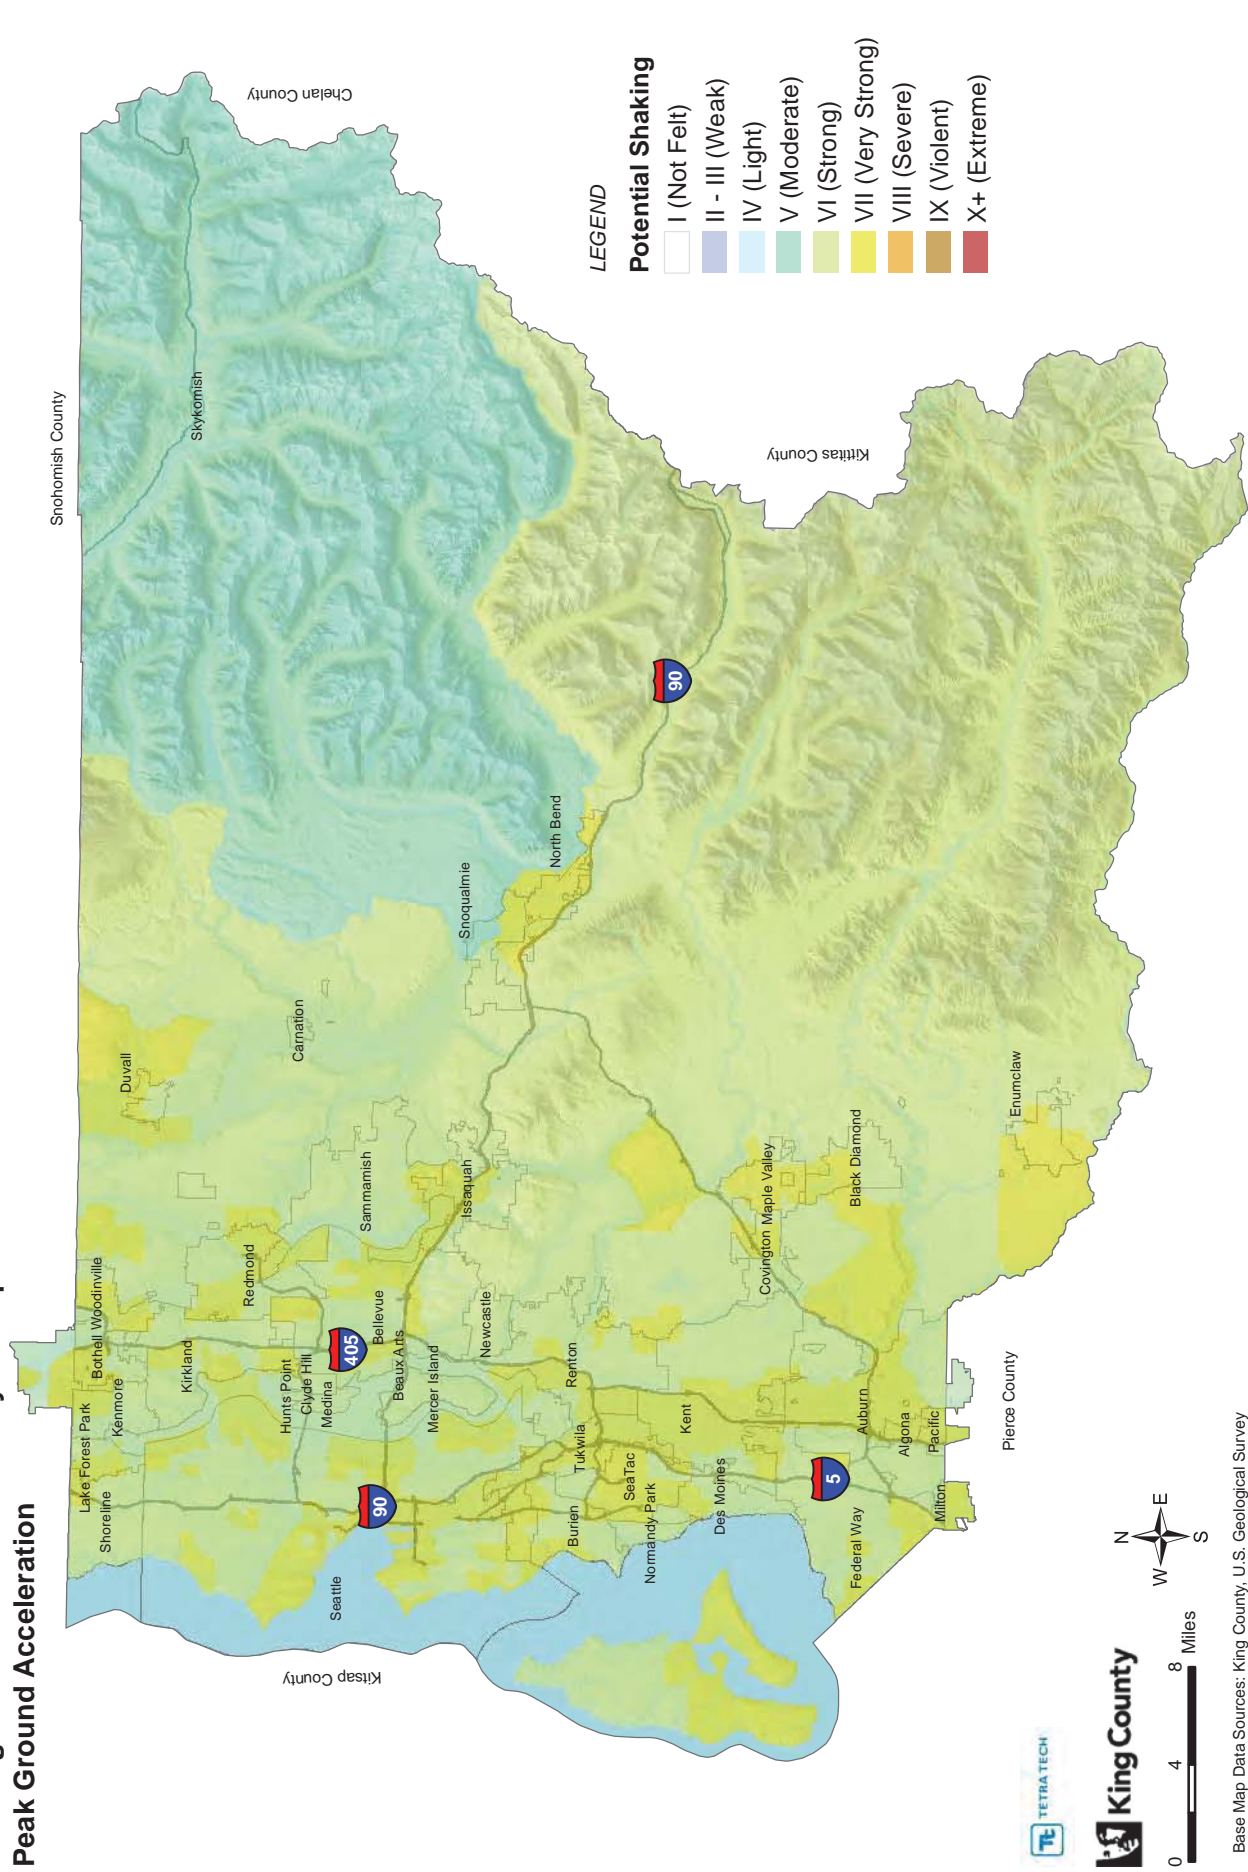 Peak Ground Acceleration
Snohomish County
Chelan County
Kittitas County
Pierce County
Kitsap County
Skykomish
North Bend
Snoqualmie
Carnation
Duvall
Enumclaw
Black Diamond
Maple Valley
Covington
Issaquah
Sammamish
Redmond
Woodinville
Bothell
Kenmore
Kirkland
Lake Forest Park
Shoreline
Hunts Point
Clyde Hill
Medina
Bellevue
Beaux Arts
Mercer Island
Newcastle
Renton
Seattle
Tukwila
Burien
SeaTac
Normandy Park
Kent
Des Moines
Auburn
Algona
Pacific
Milton
Federal Way
405
90
90
5
LEGEND
Potential Shaking
I (Not Felt)
II - III (Weak)
IV (Light)
V (Moderate)
VI (Strong)
VII (Very Strong)
VIII (Severe)
IX (Violent)
X+ (Extreme)
N
W
E
S
TETRA TECH
King County
0 4 8
Miles
Base Map Data Sources: King County, U.S. Geological Survey